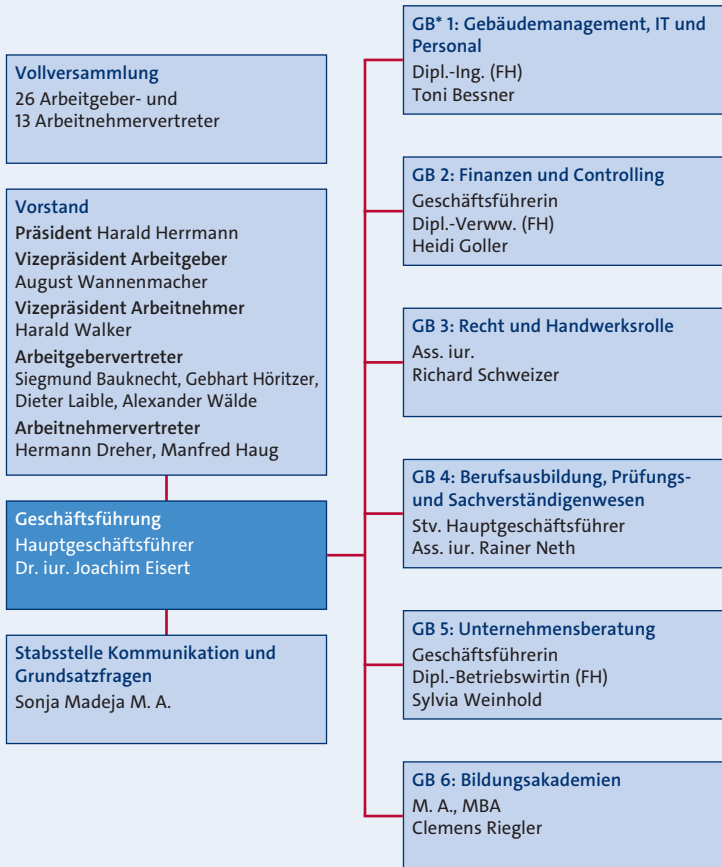 Vollversammlung
26 Arbeitgeber- und
13 Arbeitnehmervertreter
Vorstand
Präsident Harald Herrmann
Vizepräsident Arbeitgeber
August Wannenmacher
Vizepräsident Arbeitnehmer
Harald Walker
Arbeitgebervertreter
Siegmund Bauknecht, Gebhart Höritzer,
Dieter Laible, Alexander Wälde
Arbeitnehmervertreter
Hermann Dreher, Manfred Haug
Geschäftsführung
Hauptgeschäftsführer
Dr. iur. Joachim Eisert
Stabsstelle Kommunikation und
Grundsatzfragen
Sonja Madeja M. A.
GB* 1: Gebäudemanagement, IT und
Personal
Dipl.-Ing. (FH)
Toni Bessner
GB 2: Finanzen und Controlling
Geschäftsführerin
Dipl.-Verww. (FH)
Heidi Goller
GB 3: Recht und Handwerksrolle
Ass. iur.
Richard Schweizer
GB 4: Berufsausbildung, Prüfungs-
und Sachverständigenwesen
Stv. Hauptgeschäftsführer
Ass. iur. Rainer Neth
GB 5: Unternehmensberatung
Geschäftsführerin
Dipl.-Betriebswirtin (FH)
Sylvia Weinhold
GB 6: Bildungsakademien
M. A., MBA
Clemens Riegler